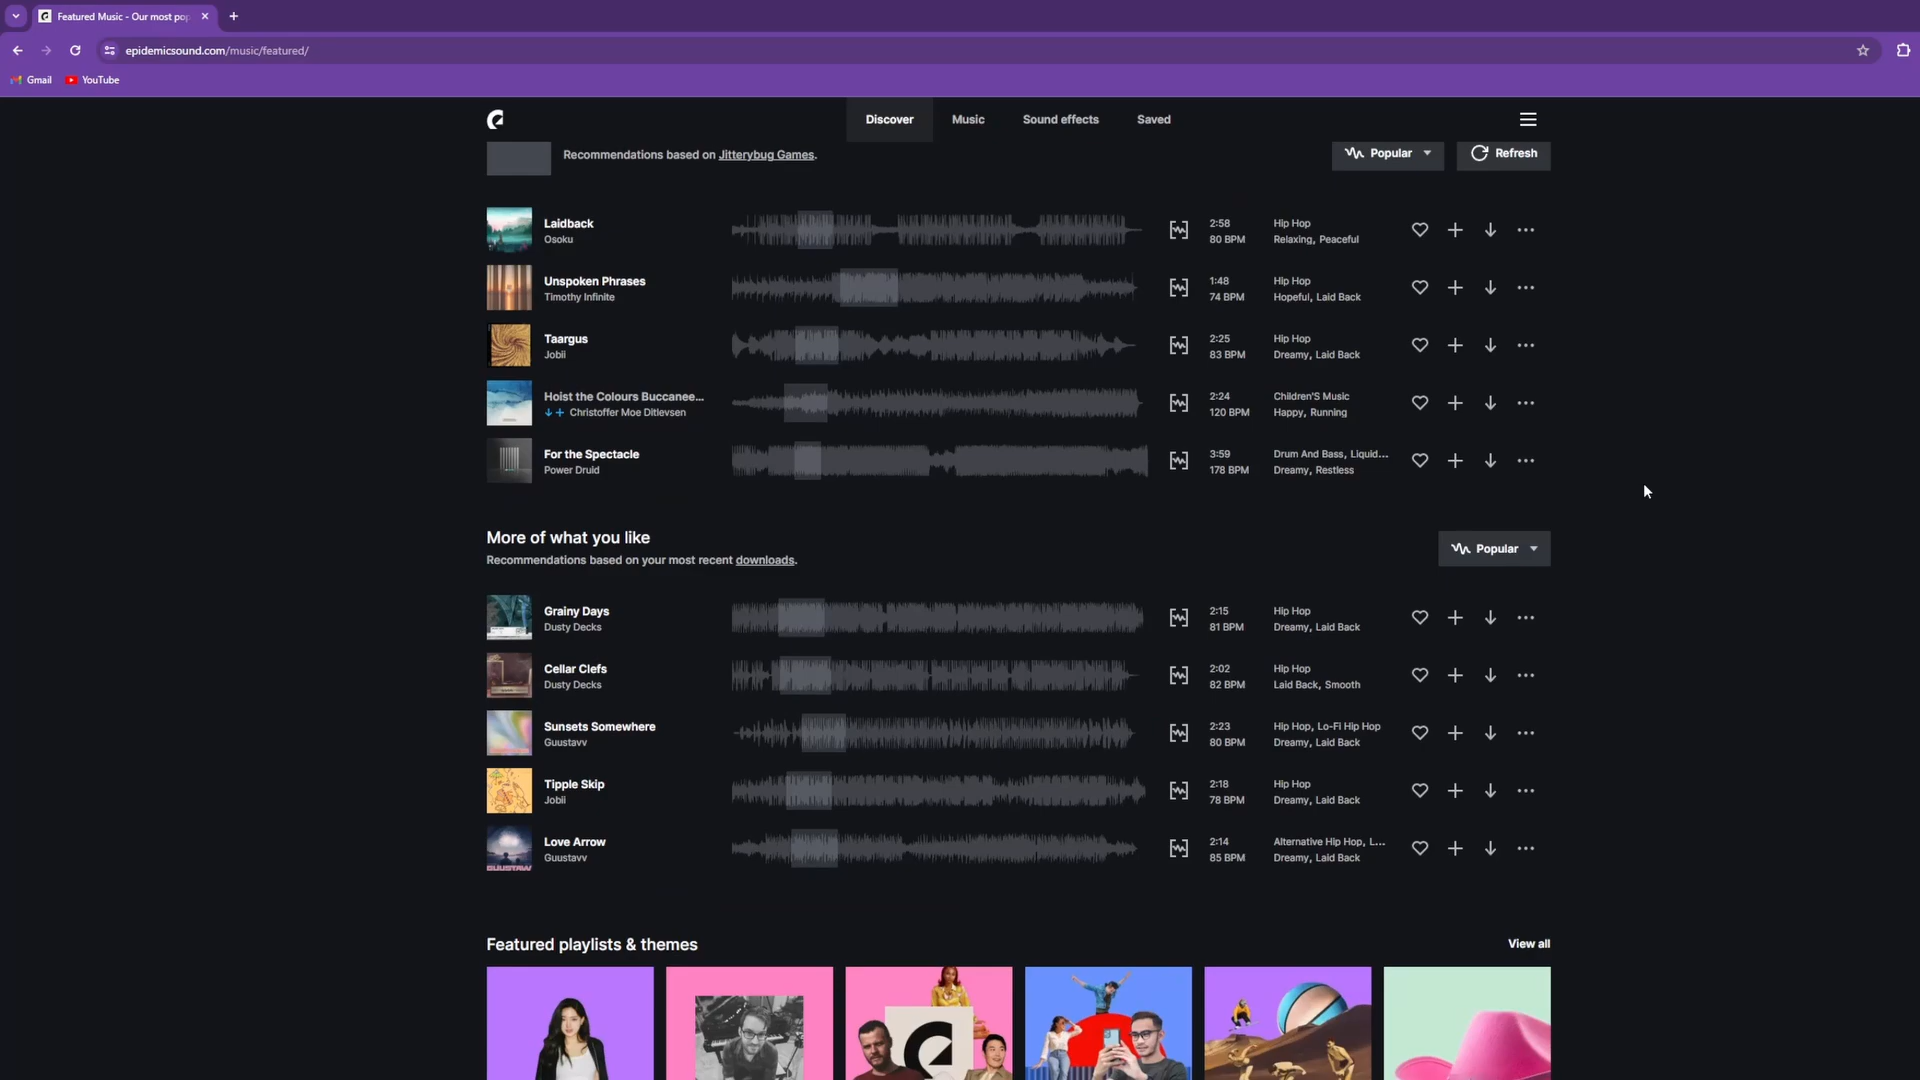 Featured Music - Our most pop
epidemicsound.com/music/featured/
Gmail YouTube
Discover Music Sound effects Saved
Recommendations based on Jitterybug Games. Popular Refresh
Laidback 2:58 Hip Hop
Osoku 80 BPM Relaxing, Peaceful
Unspoken Phrases 1:48 Hip Hop
Timothy Infinite 74 BPM Hopeful, Laid Back
Taargus 2:25 Hip Hop
Jobii 83 BPM Dreamy, Laid Back
Hoist the Colours Buccanee... 2:24 Children'S Music
Christoffer Moe Ditlevsen 120 BPM Happy, Running
For the Spectacle 3:59 Drum And Bass, Liquid...
Power Druid 178 BPM Dreamy, Restless
More of what you like Popular
Recommendations based on your most recent downloads.
Grainy Days 2:15 Hip Hop
Dusty Decks 81 BPM Dreamy, Laid Back
Cellar Clefs 2:02 Hip Hop
Dusty Decks 82 BPM Laid Back, Smooth
Sunsets Somewhere 2:23 Hip Hop, Lo-Fi Hip Hop
Guustavv 80 BPM Dreamy, Laid Back
Tipple Skip 2:18 Hip Hop
Jobii 78 BPM Dreamy, Laid Back
Love Arrow 2:14 Alternative Hip Hop, L...
Guustavv 85 BPM Dreamy, Laid Back
Featured playlists & themes View all